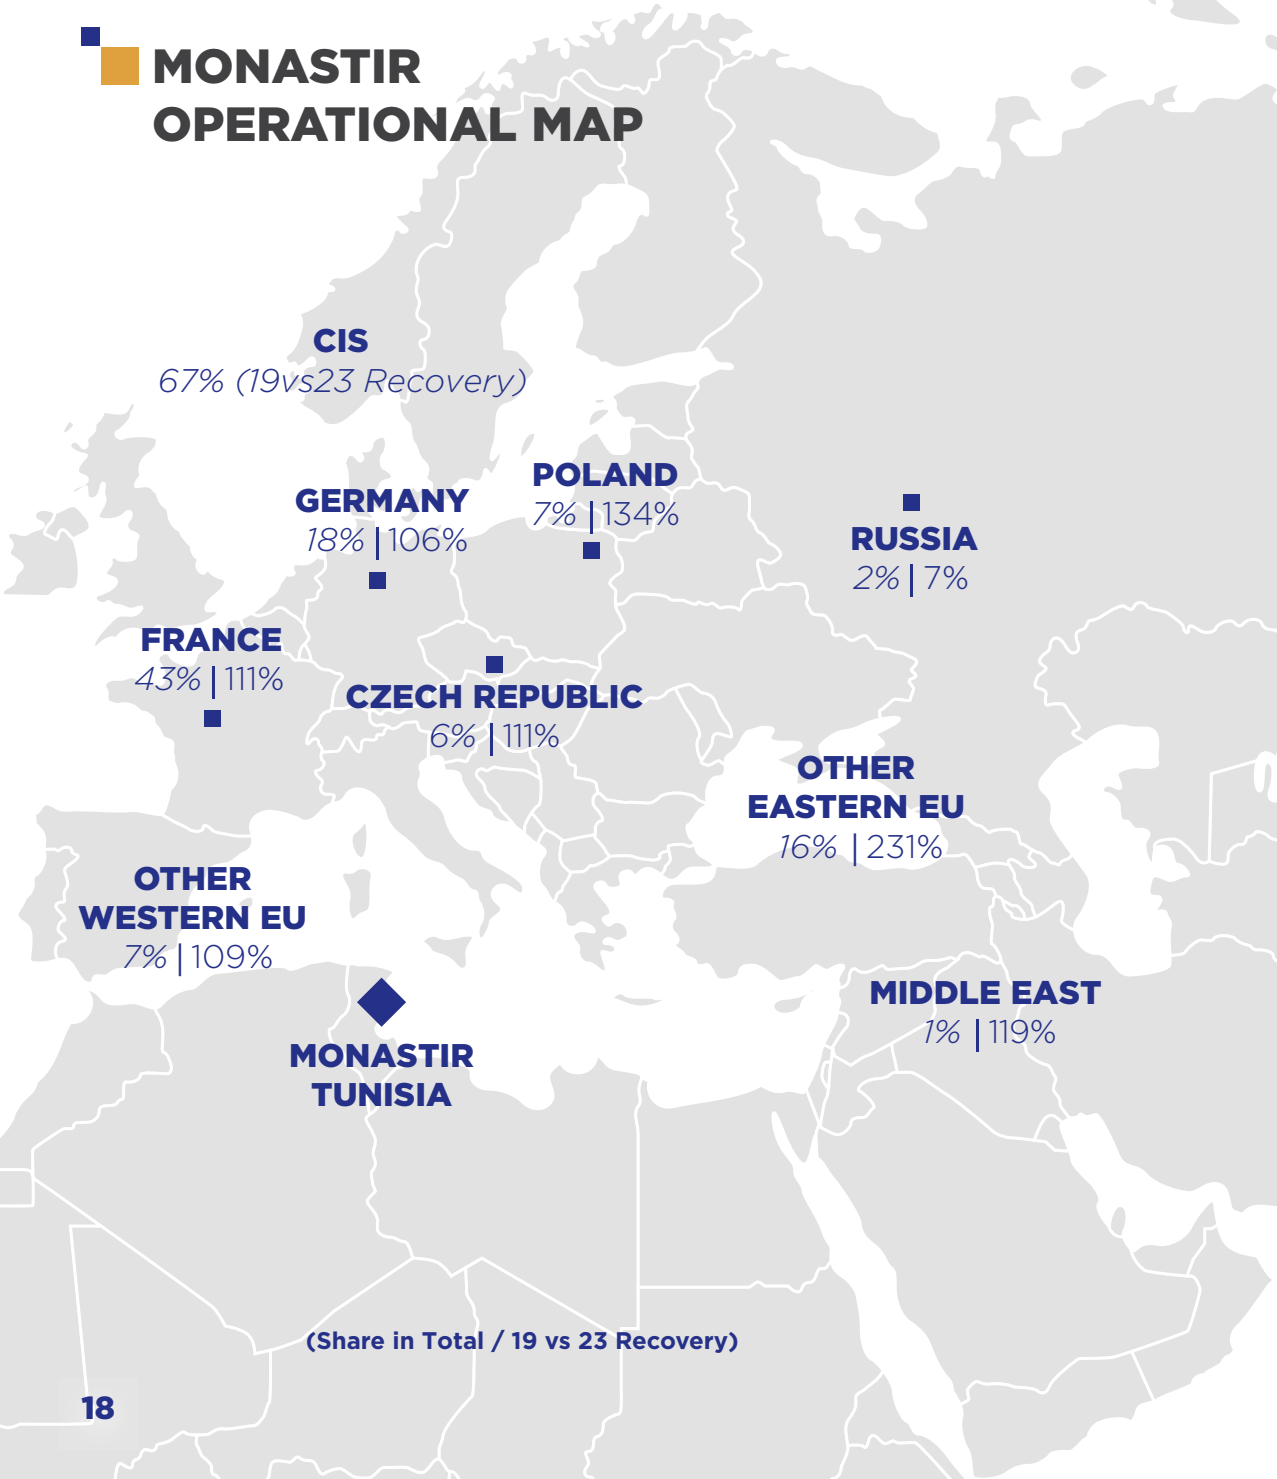 MONASTIR
OPERATIONAL MAP
CIS
67% (19vs23 Recovery)
POLAND
7% | 134%
GERMANY
18% | 106%
RUSSIA
2% | 7%
FRANCE
43% | 111%
CZECH REPUBLIC
6% | 111%
OTHER
EASTERN EU
16% | 231%
OTHER
WESTERN EU
7% | 109%
MIDDLE EAST
1% | 119%
MONASTIR
TUNISIA
(Share in Total / 19 vs 23 Recovery)
18